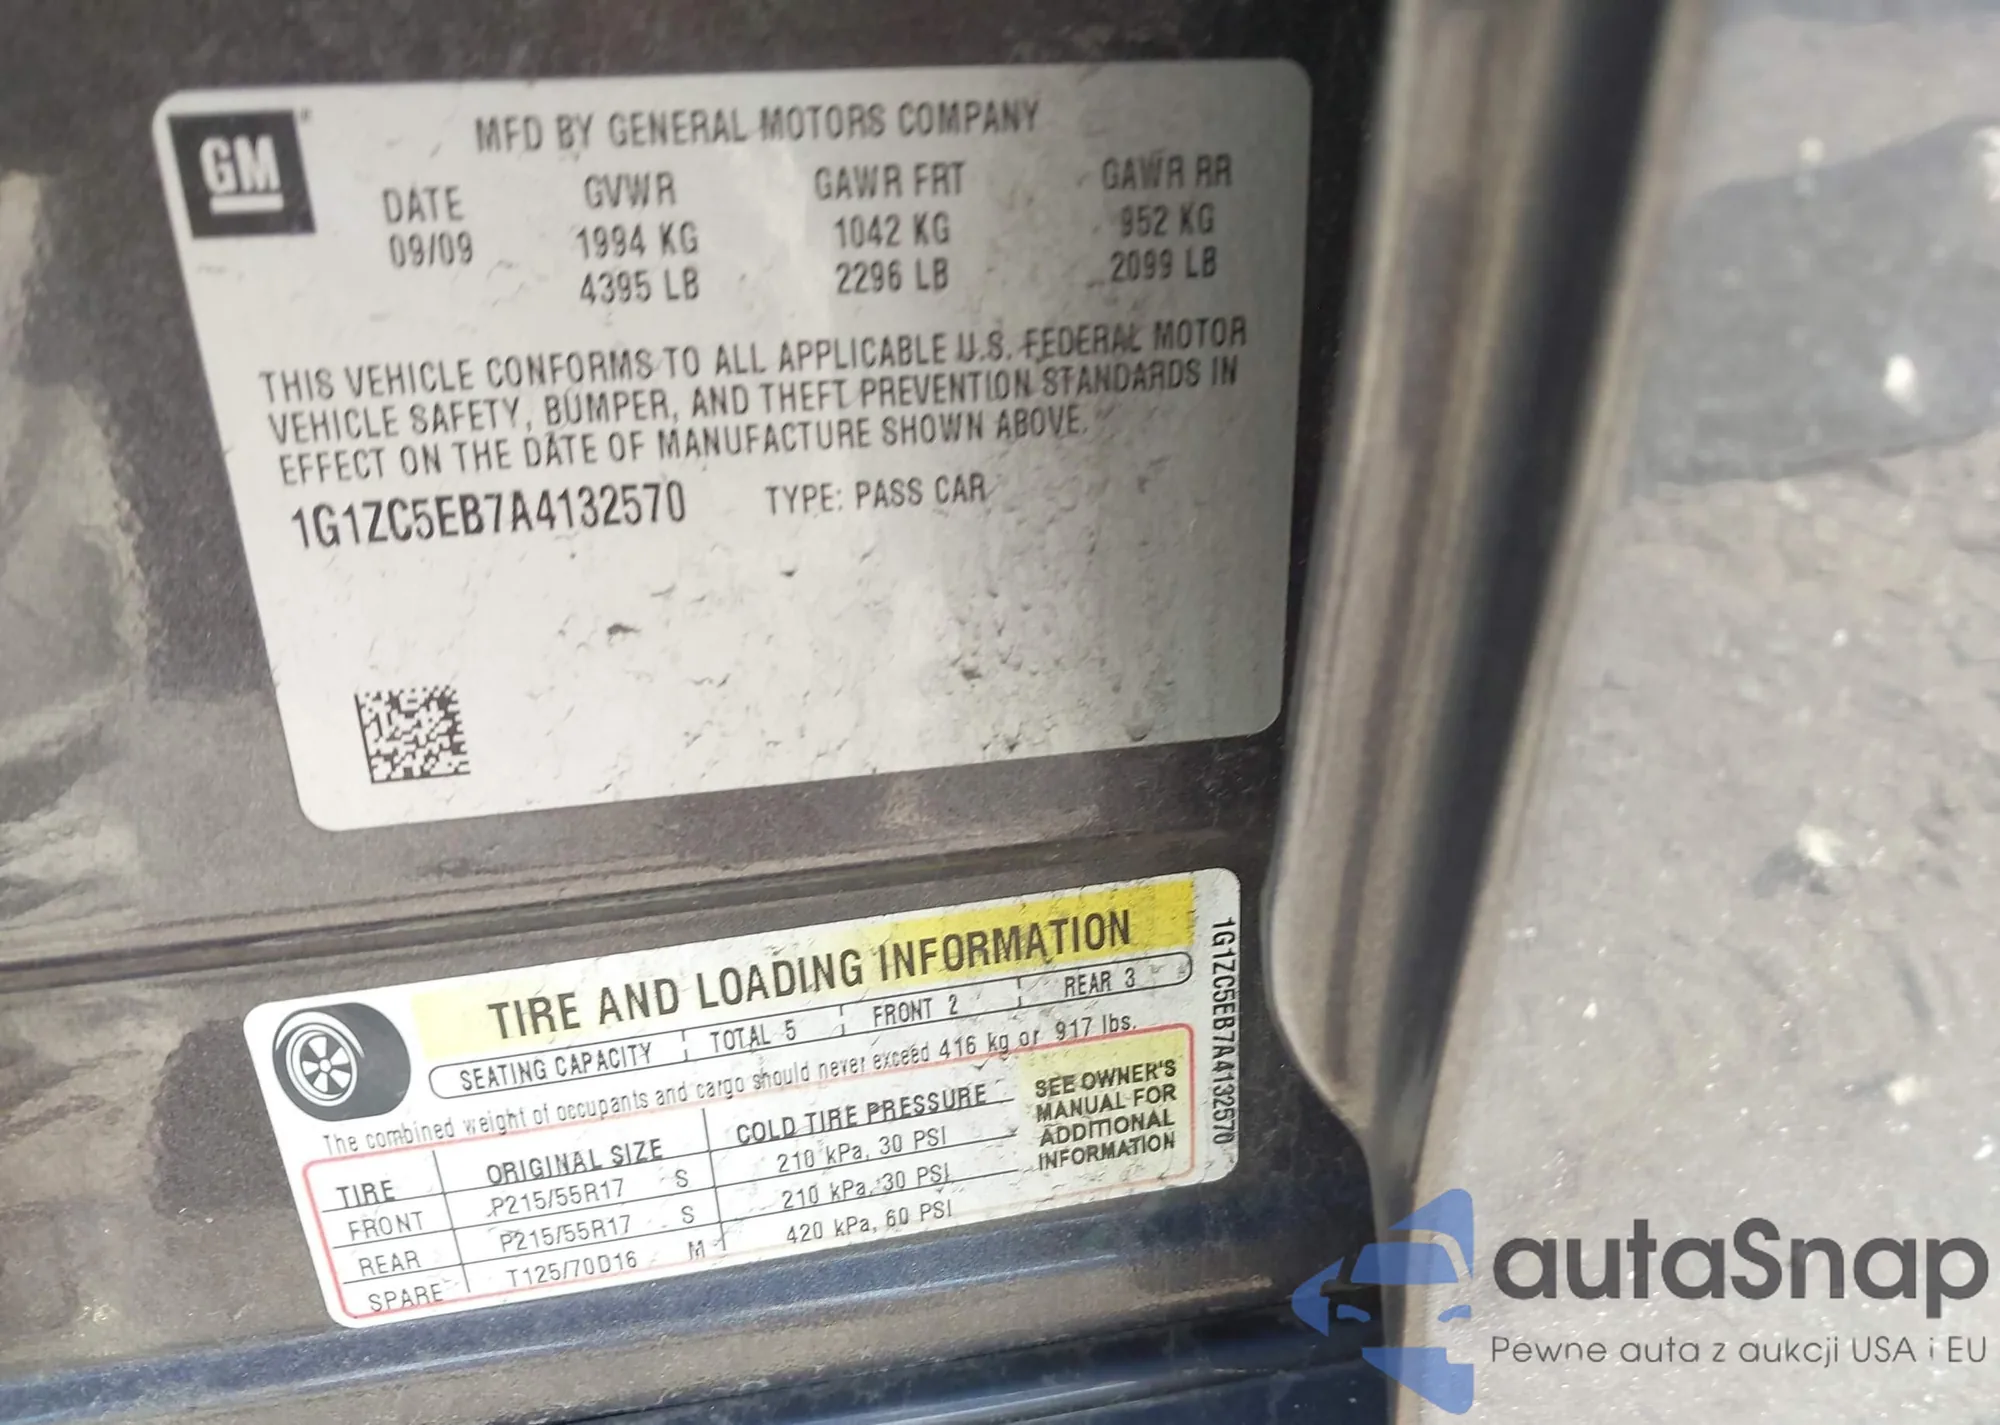 GM
MFD BY GENERAL MOTORS COMPANY
DATE GVWR GAWR FRT GAWR RR
09/09 1994 KG 1042 KG 952 KG
4395 LB 2296 LB 2099 LB
THIS VEHICLE CONFORMS TO ALL APPLICABLE U.S. FEDERAL MOTOR
VEHICLE SAFETY, BUMPER, AND THEFT PREVENTION STANDARDS IN
EFFECT ON THE DATE OF MANUFACTURE SHOWN ABOVE.
1G1ZC5EB7A4132570 TYPE: PASS CAR
TIRE AND LOADING INFORMATION
SEATING CAPACITY TOTAL 5 FRONT 2 REAR 3
The combined weight of occupants and cargo should never exceed 416 kg or 917 lbs.
TIRE ORIGINAL SIZE COLD TIRE PRESSURE
FRONT P215/55R17 S 210 kPa, 30 PSI
REAR P215/55R17 S 210 kPa, 30 PSI
SPARE T125/70D16 M 420 kPa, 60 PSI
SEE OWNER'S
MANUAL FOR
ADDITIONAL
INFORMATION
1G1ZC5EB7A4132570
autaSnap
Pewne auta z aukcji USA i EU